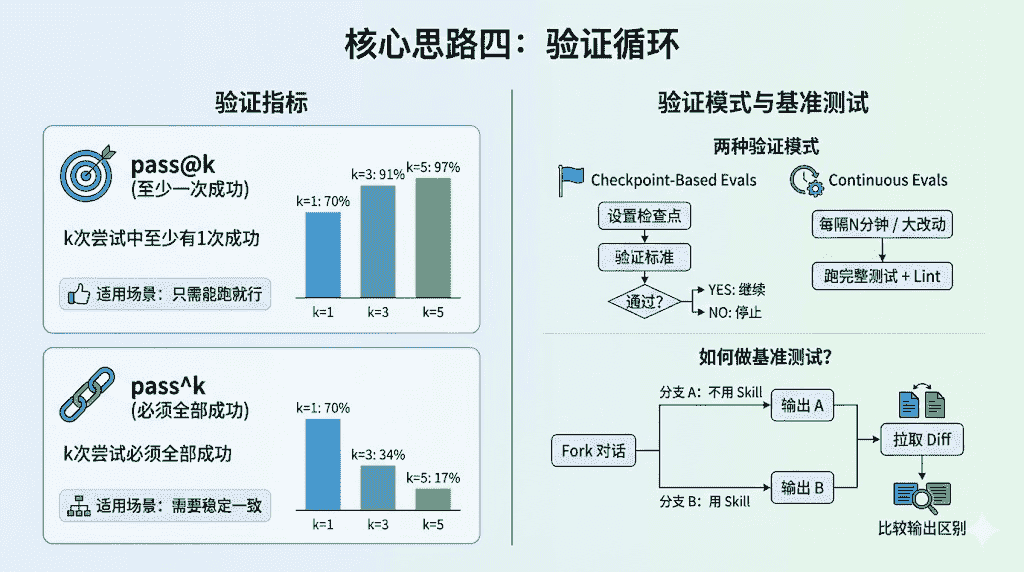 核心思路四：验证循环
验证指标
pass@k
(至少一次成功)
k次尝试中至少有1次成功
适用场景：只需能跑就行
k=1: 70%
k=3: 91%
k=5: 97%
k=1
k=3
k=5
pass^k
(必须全部成功)
k次尝试必须全部成功
适用场景：需要稳定一致
k=1: 70%
k=3: 34%
k=5: 17%
k=1
k=3
k=5
验证模式与基准测试
两种验证模式
Checkpoint-Based Evals
设置检查点
验证标准
通过?
YES: 继续
NO: 停止
Continuous Evals
每隔N分钟 / 大改动
跑完整测试 + Lint
如何做基准测试?
Fork 对话
分支 A：不用 Skill
输出 A
分支 B：用 Skill
输出 B
拉取 Diff
比较输出区别